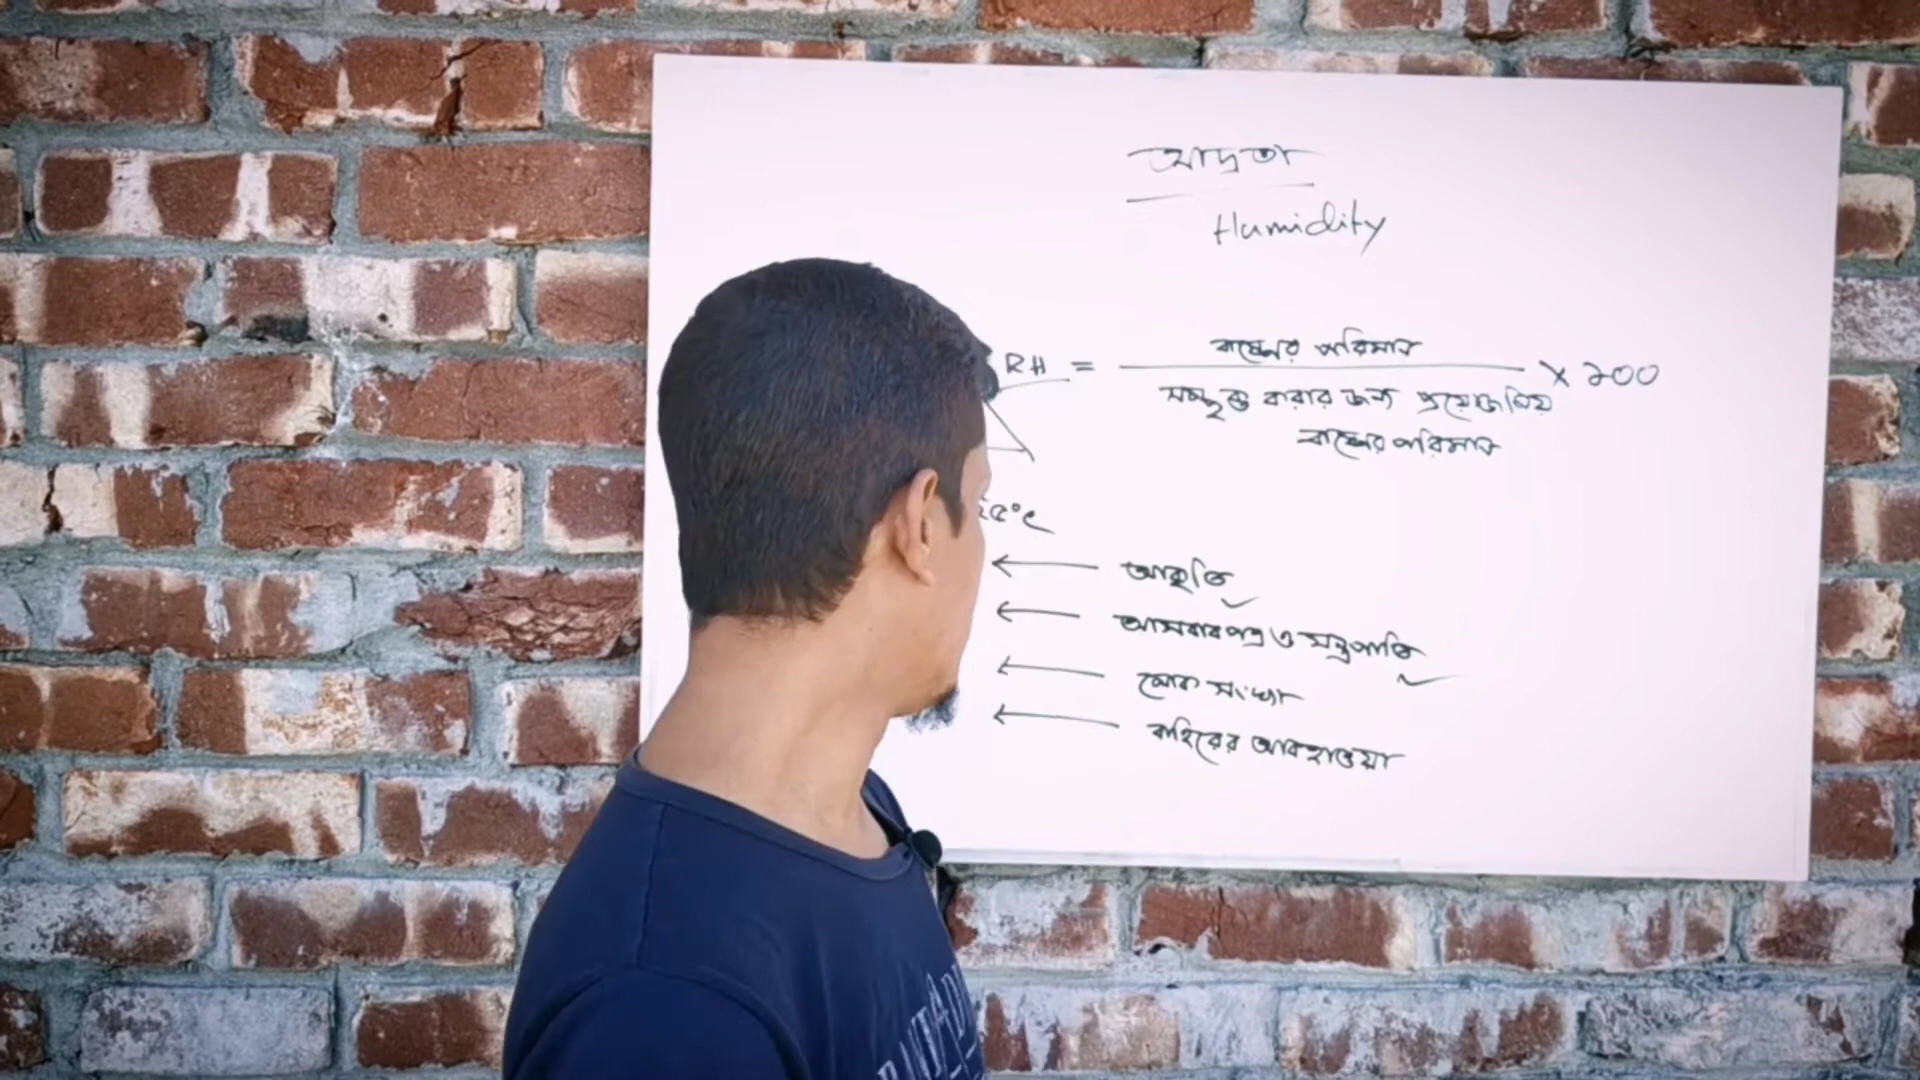 আদ্রতা
Humidity
RH = বাষ্পের পরিমান × ১০০
সম্পৃক্ত করার জন্য প্রয়োজনিয়
বাষ্পের পরিমান
২৫°c
← আকৃতি ✓
← আসবাবপত্র ও যন্ত্রপাতি ✓
← লোক সংখ্যা
← বাহিরের আবহাওয়া